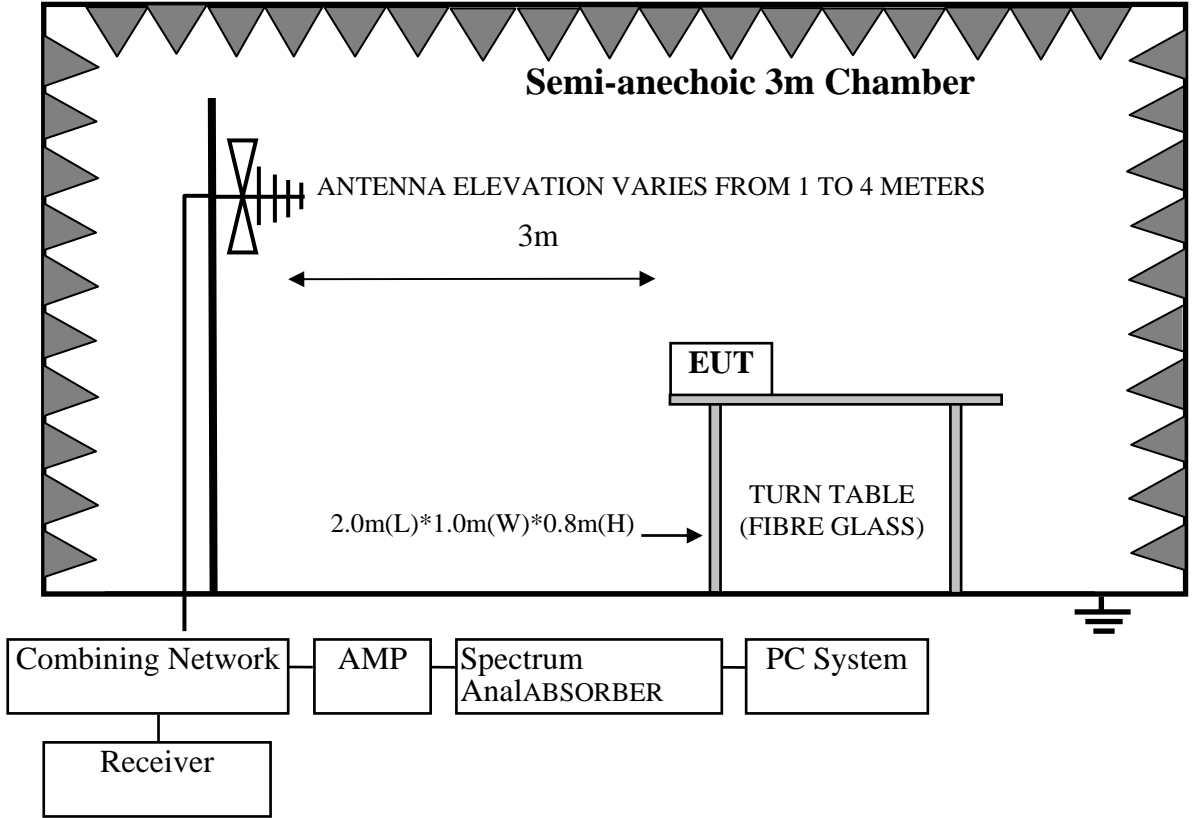 Semi-anechoic 3m Chamber
ANTENNA ELEVATION VARIES FROM 1 TO 4 METERS
3m
EUT
TURN TABLE
(FIBRE GLASS)
2.0m(L)*1.0m(W)*0.8m(H)
Combining Network
AMP
Spectrum
AnalABSORBER
PC System
Receiver